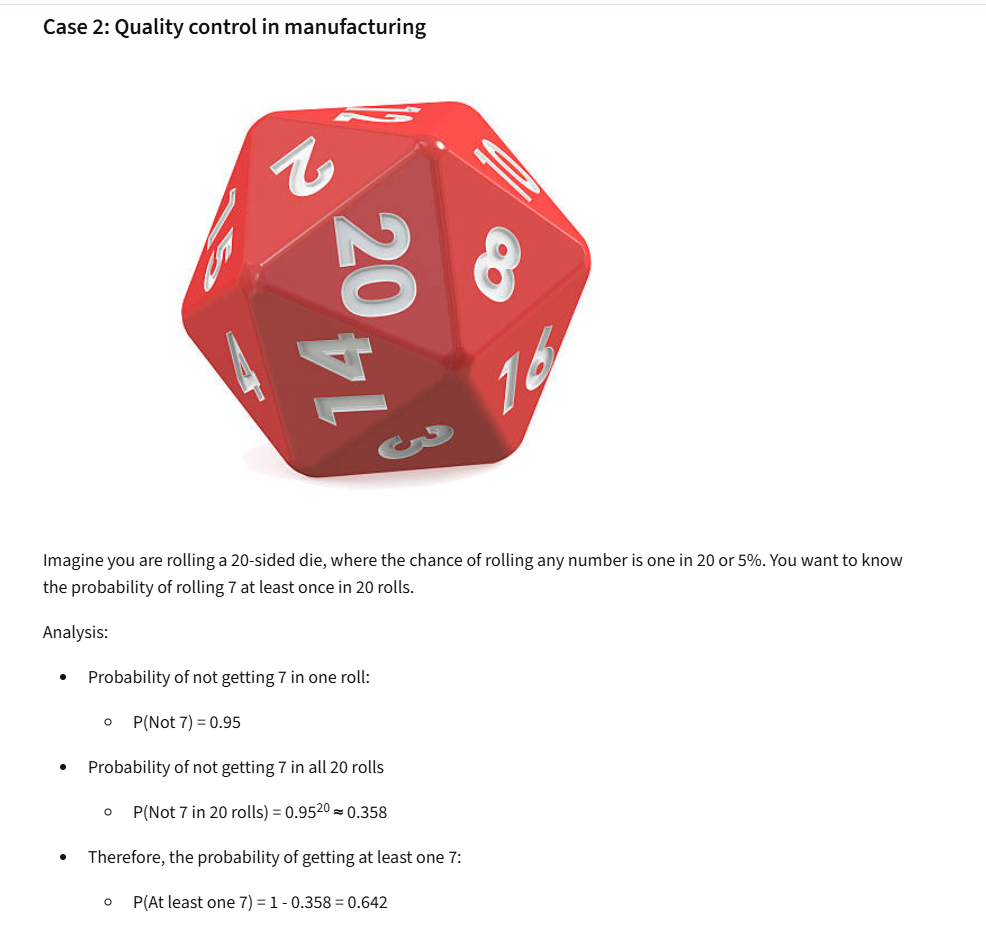 Case 2: Quality control in manufacturing
12
2
10
20
15
8
4
14
16
3
Imagine you are rolling a 20-sided die, where the chance of rolling any number is one in 20 or 5%. You want to know
the probability of rolling 7 at least once in 20 rolls.
Analysis:
• Probability of not getting 7 in one roll:
◦ P(Not 7) = 0.95
• Probability of not getting 7 in all 20 rolls
◦ P(Not 7 in 20 rolls) = 0.95²⁰ ≈ 0.358
• Therefore, the probability of getting at least one 7:
◦ P(At least one 7) = 1 - 0.358 = 0.642